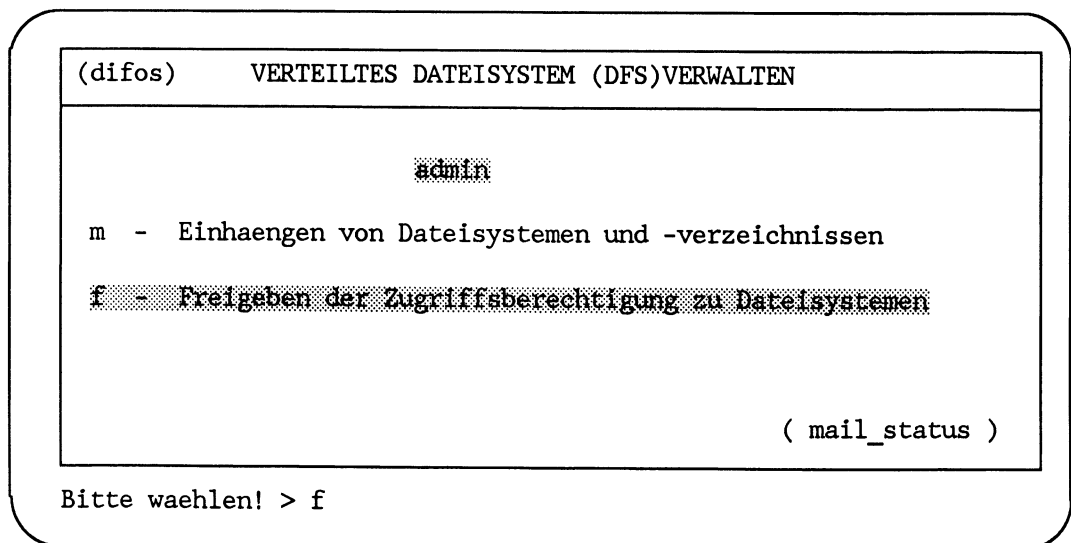 (difos) VERTEILTES DATEISYSTEM (DFS)VERWALTEN
admin
m - Einhaengen von Dateisystemen und -verzeichnissen
f - Freigeben der Zugriffsberechtigung zu Dateisystemen
( mail_status )
Bitte waehlen! > f